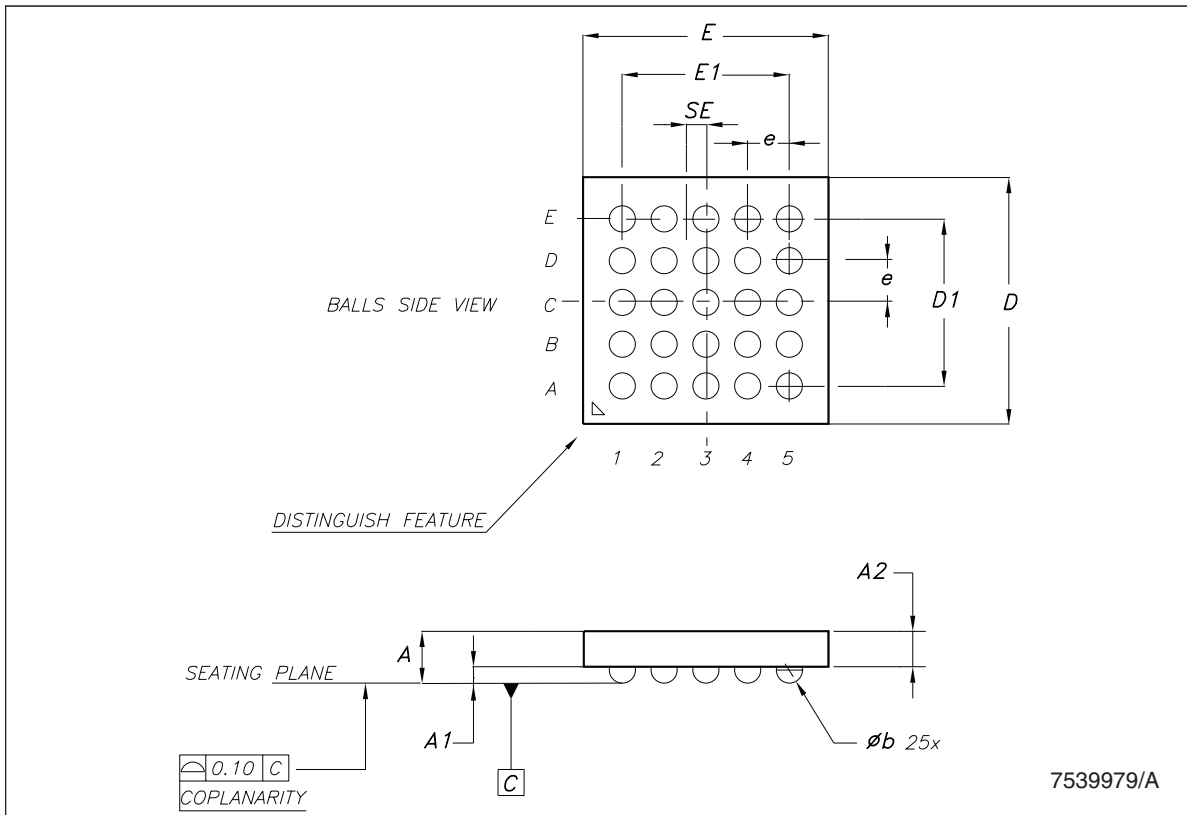 E
E1
SE
e
E
D
e
BALLS SIDE VIEW
C
D1
D
B
A
1 2 3 4 5
DISTINGUISH FEATURE
A2
A
SEATING PLANE
A1
øb 25x
⌓ 0.10 C
C
COPLANARITY
7539979/A